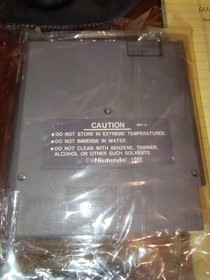 CAUTION
• DO NOT STORE IN EXTREME TEMPERATURES.
• DO NOT IMMERSE IN WATER.
• DO NOT CLEAN WITH BENZENE, THINNER,
ALCOHOL OR OTHER SUCH SOLVENTS.
© Nintendo 1985